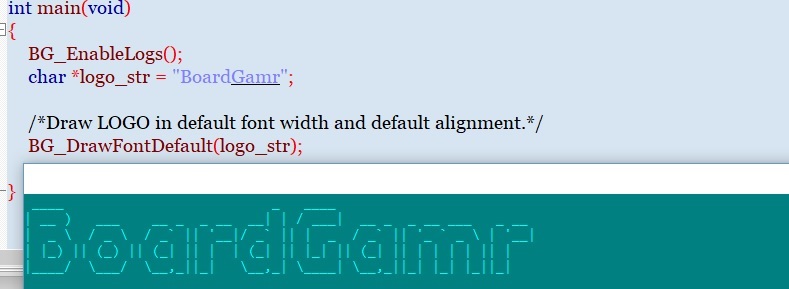 int main(void)
{
BG_EnableLogs();
char *logo_str = "BoardGamr";
/*Draw LOGO in default font width and default alignment.*/
BG_DrawFontDefault(logo_str);
}
BoardGamr